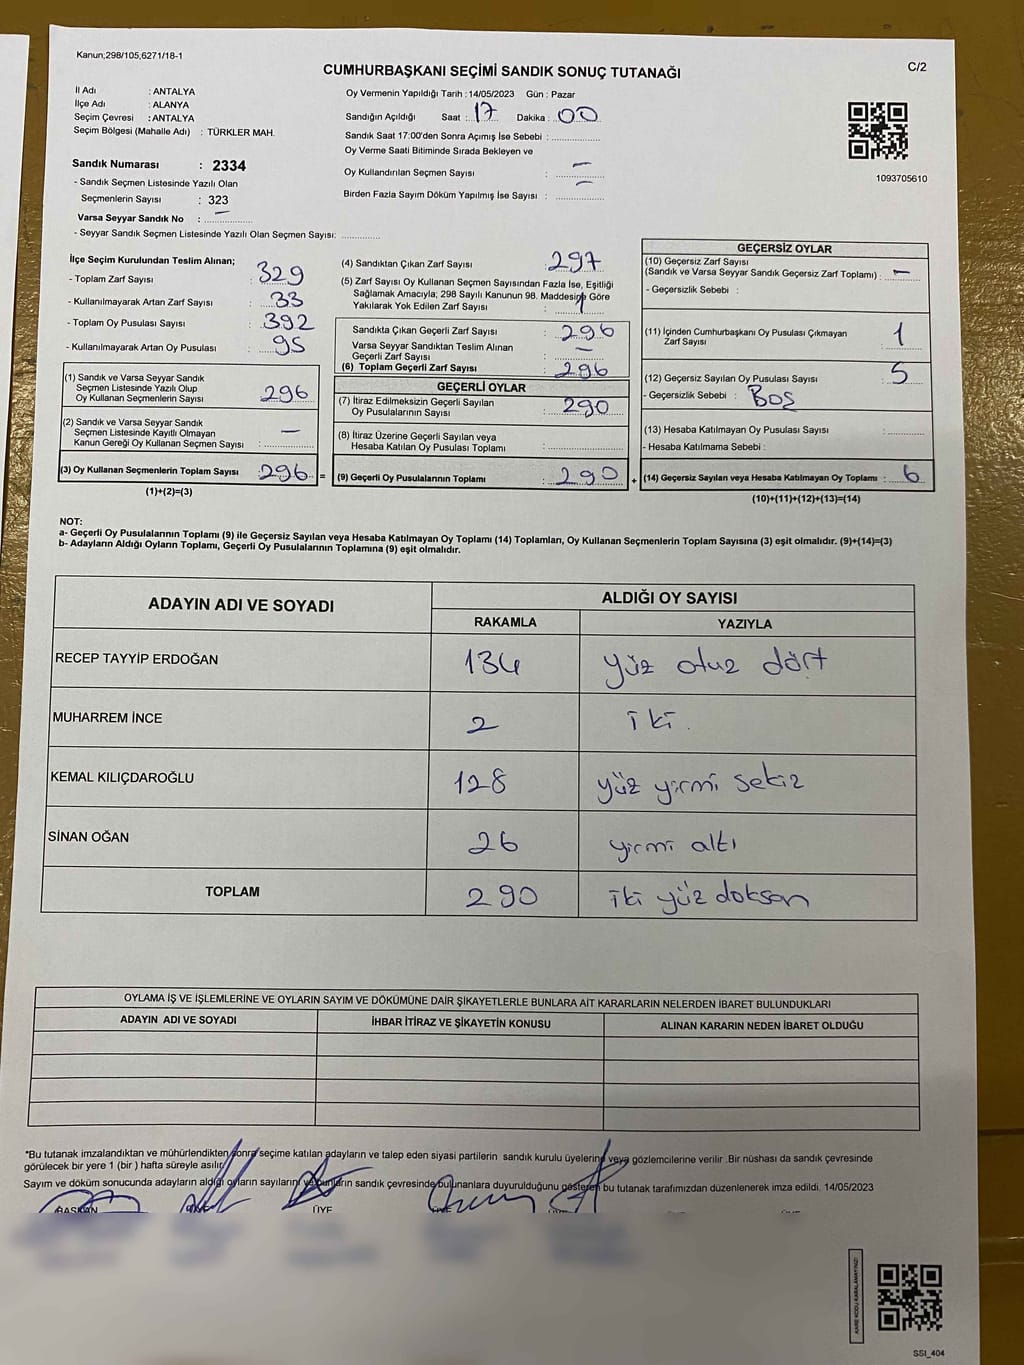 Kanun;298/105;6271/18-1
C/2
CUMHURBAŞKANI SEÇİMİ SANDIK SONUÇ TUTANAĞI
İl Adı : ANTALYA
İlçe Adı : ALANYA
Seçim Çevresi : ANTALYA
Seçim Bölgesi (Mahalle Adı) : TÜRKLER MAH.
Oy Vermenin Yapıldığı Tarih : 14/05/2023 Gün : Pazar
Sandığın Açıldığı Saat : 17 Dakika : 00
Sandık Saat 17:00'den Sonra Açımış İse Sebebi :
Oy Verme Saati Bitiminde Sırada Bekleyen ve
Oy Kullandırılan Seçmen Sayısı : —
Birden Fazla Sayım Döküm Yapılmış İse Sayısı : —
1093705610
Sandık Numarası : 2334
- Sandık Seçmen Listesinde Yazılı Olan
Seçmenlerin Sayısı : 323
Varsa Seyyar Sandık No : —
- Seyyar Sandık Seçmen Listesinde Yazılı Olan Seçmen Sayısı:
İlçe Seçim Kurulundan Teslim Alınan;
- Toplam Zarf Sayısı : 329
- Kullanılmayarak Artan Zarf Sayısı : 33
- Toplam Oy Pusulası Sayısı : 392
- Kullanılmayarak Artan Oy Pusulası : 95
(1) Sandık ve Varsa Seyyar Sandık
Seçmen Listesinde Yazılı Olup
Oy Kullanan Seçmenlerin Sayısı : 296
(2) Sandık ve Varsa Seyyar Sandık
Seçmen Listesinde Kayıtlı Olmayan
Kanun Gereği Oy Kullanan Seçmen Sayısı : —
(3) Oy Kullanan Seçmenlerin Toplam Sayısı : 296 =
(1)+(2)=(3)
(4) Sandıktan Çıkan Zarf Sayısı : 297
(5) Zarf Sayısı Oy Kullanan Seçmen Sayısından Fazla İse, Eşitliği
Sağlamak Amacıyla; 298 Sayılı Kanunun 98. Maddesine Göre
Yakılarak Yok Edilen Zarf Sayısı : 1
Sandıkta Çıkan Geçerli Zarf Sayısı : 296
Varsa Seyyar Sandıktan Teslim Alınan
Geçerli Zarf Sayısı : —
(6) Toplam Geçerli Zarf Sayısı : 296
GEÇERLİ OYLAR
(7) İtiraz Edilmeksizin Geçerli Sayılan
Oy Pusulalarının Sayısı : 290
(8) İtiraz Üzerine Geçerli Sayılan veya
Hesaba Katılan Oy Pusulası Toplamı :
(9) Geçerli Oy Pusulalarının Toplamı : 290 +
GEÇERSİZ OYLAR
(10) Geçersiz Zarf Sayısı
(Sandık ve Varsa Seyyar Sandık Geçersiz Zarf Toplamı) : —
- Geçersizlik Sebebi :
(11) İçinden Cumhurbaşkanı Oy Pusulası Çıkmayan
Zarf Sayısı : 1
(12) Geçersiz Sayılan Oy Pusulası Sayısı : 5
- Geçersizlik Sebebi : BOŞ
(13) Hesaba Katılmayan Oy Pusulası Sayısı :
- Hesaba Katılmama Sebebi :
(14) Geçersiz Sayılan veya Hesaba Katılmayan Oy Toplamı : 6
(10)+(11)+(12)+(13)=(14)
NOT:
a- Geçerli Oy Pusulalarının Toplamı (9) ile Geçersiz Sayılan veya Hesaba Katılmayan Oy Toplamı (14) Toplamları, Oy Kullanan Seçmenlerin Toplam Sayısına (3) eşit olmalıdır. (9)+(14)=(3)
b- Adayların Aldığı Oyların Toplamı, Geçerli Oy Pusulalarının Toplamına (9) eşit olmalıdır.
ADAYIN ADI VE SOYADI ALDIĞI OY SAYISI
RAKAMLA YAZIYLA
RECEP TAYYİP ERDOĞAN 134 yüz otuz dört
MUHARREM İNCE 2 iki.
KEMAL KILIÇDAROĞLU 128 yüz yirmi sekiz
SİNAN OĞAN 26 yirmi altı
TOPLAM 290 iki yüz doksan
OYLAMA İŞ VE İŞLEMLERİNE VE OYLARIN SAYIM VE DÖKÜMÜNE DAİR ŞİKAYETLERLE BUNLARA AİT KARARLARIN NELERDEN İBARET BULUNDUKLARI
ADAYIN ADI VE SOYADI İHBAR İTİRAZ VE ŞİKAYETİN KONUSU ALINAN KARARIN NEDEN İBARET OLDUĞU
*Bu tutanak imzalandıktan ve mühürlendikten sonra seçime katılan adayların ve talep eden siyasi partilerin sandık kurulu üyelerine veya gözlemcilerine verilir .Bir nüshası da sandık çevresinde
görülecek bir yere 1 (bir ) hafta süreyle asılır.
Sayım ve döküm sonucunda adayların aldığı oyların sayılarını ve bunların sandık çevresinde bulunanlara duyurulduğunu gösteren bu tutanak tarafımızdan düzenlenerek imza edildi. 14/05/2023
BAŞKAN ÜYE
KARE KODU KARALAMAYINIZ!
SSI_404